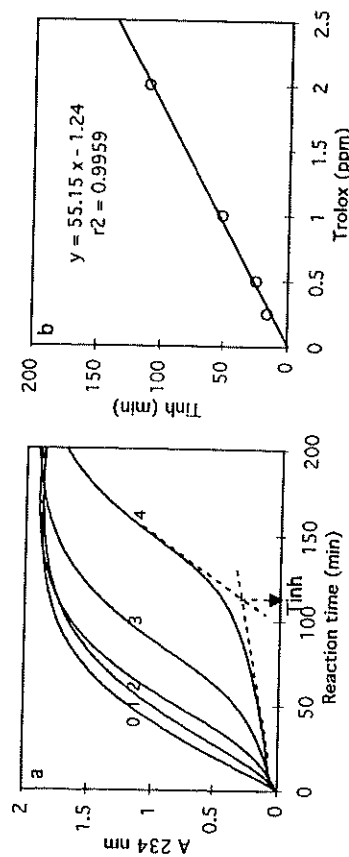 a
A 234 nm
2
1.5
1
0.5
0
0.1
2
3
4
0
50
100
150
200
Tinh
Reaction time (min)
b
y = 55.15 x - 1.24
r2 = 0.9959
Tinh (min)
200
150
100
50
0
0
0.5
1
1.5
2
2.5
Trolox (ppm)